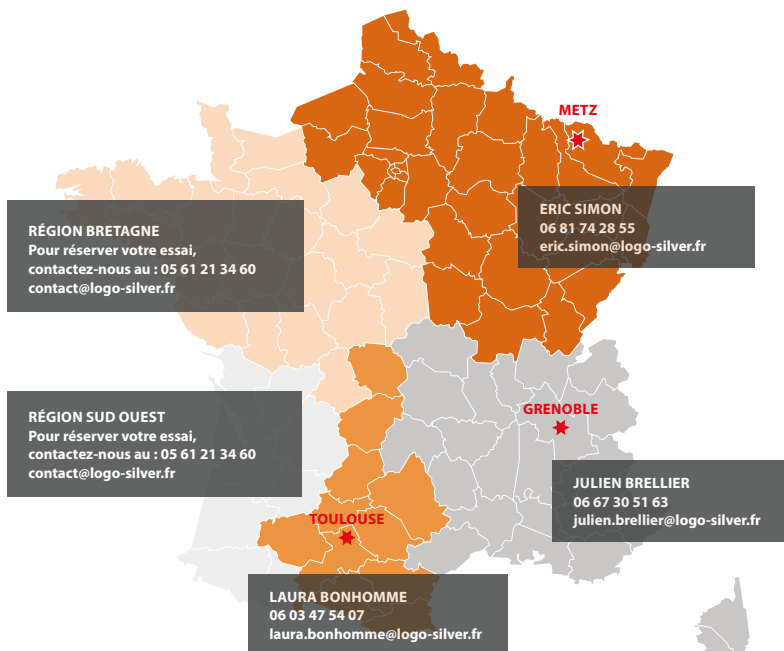 METZ
ERIC SIMON
06 81 74 28 55
eric.simon@logo-silver.fr
RÉGION BRETAGNE
Pour réserver votre essai,
contactez-nous au : 05 61 21 34 60
contact@logo-silver.fr
RÉGION SUD OUEST
Pour réserver votre essai,
contactez-nous au : 05 61 21 34 60
contact@logo-silver.fr
GRENOBLE
JULIEN BRELLIER
06 67 30 51 63
julien.brellier@logo-silver.fr
TOULOUSE
LAURA BONHOMME
06 03 47 54 07
laura.bonhomme@logo-silver.fr